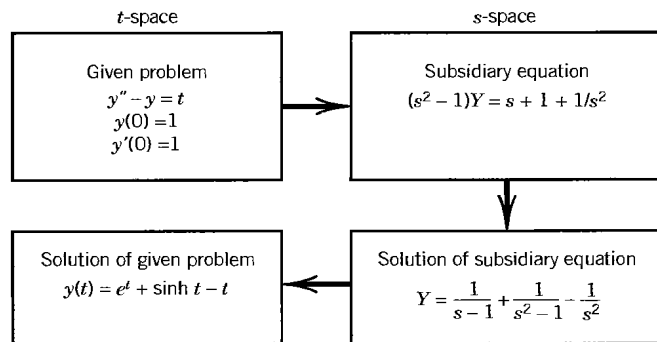 t-space
s-space
Given problem
y″ – y = t
y(0) =1
y′(0) =1
Subsidiary equation
(s² – 1)Y = s + 1 + 1/s²
Solution of given problem
y(t) = eᵗ + sinh t – t
Solution of subsidiary equation
Y = 1/(s – 1) + 1/(s² – 1) – 1/s²